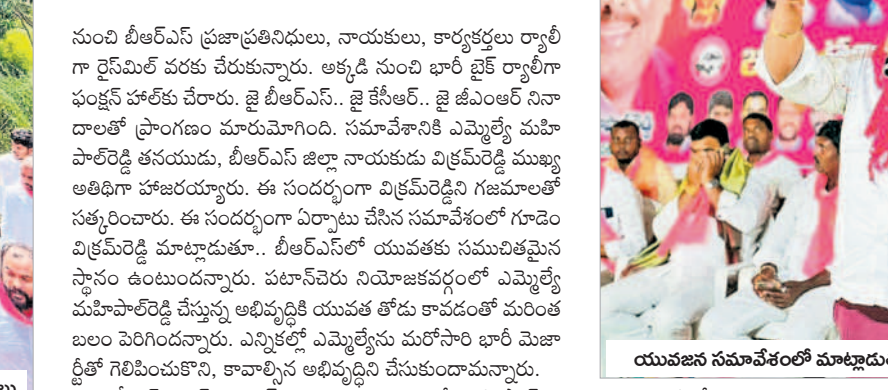 నుంచి బీఆర్ఎస్ ప్రజాప్రతినిధులు, నాయకులు, కార్యకర్తలు ర్యాలీ
గా రైస్‌మిల్ వరకు చేరుకున్నారు. అక్కడి నుంచి భారీ బైక్ ర్యాలీగా
ఫంక్షన్ హాల్‌కు చేరారు. జై బీఆర్ఎస్.. జై కేసీఆర్.. జై జీఎంఆర్ నినా
దాలతో ప్రాంగణం మారుమోగింది. సమావేశానికి ఎమ్మెల్యే మహి
పాల్‌రెడ్డి తనయుడు, బీఆర్ఎస్ జిల్లా నాయకుడు విక్రమ్‌రెడ్డి ముఖ్య
అతిథిగా హాజరయ్యారు. ఈ సందర్భంగా విక్రమ్‌రెడ్డిని గజమాలతో
సత్కరించారు. ఈ సందర్భంగా ఏర్పాటు చేసిన సమావేశంలో గూడెం
విక్రమ్‌రెడ్డి మాట్లాడుతూ.. బీఆర్ఎస్‌లో యువతకు సముచితమైన
స్థానం ఉంటుందన్నారు. పటాన్‌చెరు నియోజకవర్గంలో ఎమ్మెల్యే
మహిపాల్‌రెడ్డి చేస్తున్న అభివృద్ధికి యువత తోడు కావడంతో మరింత
బలం పెరిగిందన్నారు. ఎన్నికల్లో ఎమ్మెల్యేను మరోసారి భారీ మెజా
ర్టీతో గెలిపించుకొని, కావాల్సిన అభివృద్ధిని చేసుకుందామన్నారు.
యువజన సమావేశంలో మాట్లాడుత